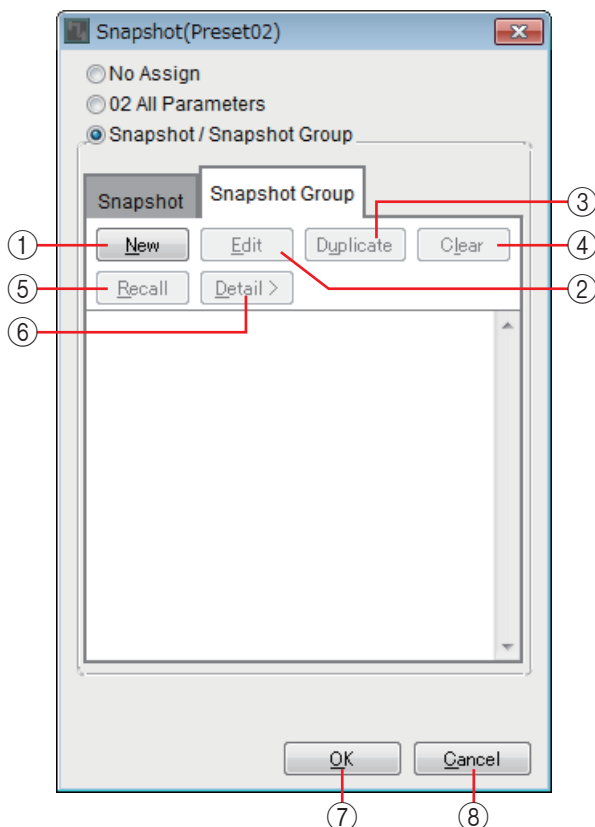 Snapshot(Preset02)
No Assign
02 All Parameters
Snapshot / Snapshot Group
Snapshot Snapshot Group
③
① New Edit Duplicate Clear ④
⑤ Recall Detail > ②
⑥
OK Cancel
⑦ ⑧